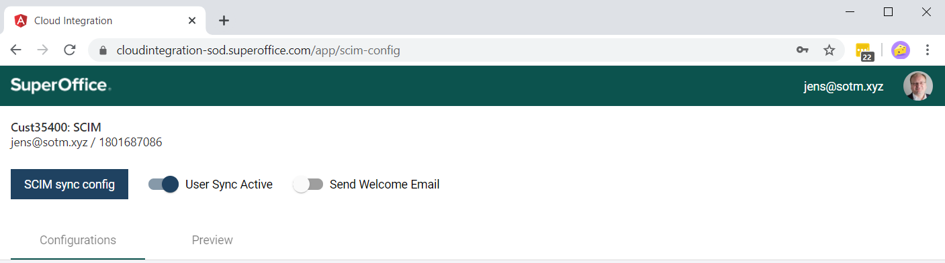 Cloud Integration
cloudintegration-sod.superoffice.com/app/scim-config
22
SuperOffice.
jens@sotm.xyz
Cust35400: SCIM
jens@sotm.xyz / 1801687086
SCIM sync config
User Sync Active
Send Welcome Email
Configurations
Preview